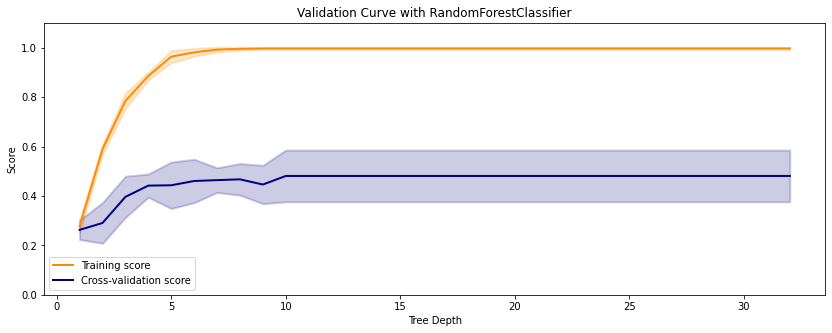 Validation Curve with RandomForestClassifier
1.0
0.8
0.6
0.4
0.2
0.0
Score
Training score
Cross-validation score
0 5 10 15 20 25 30
Tree Depth